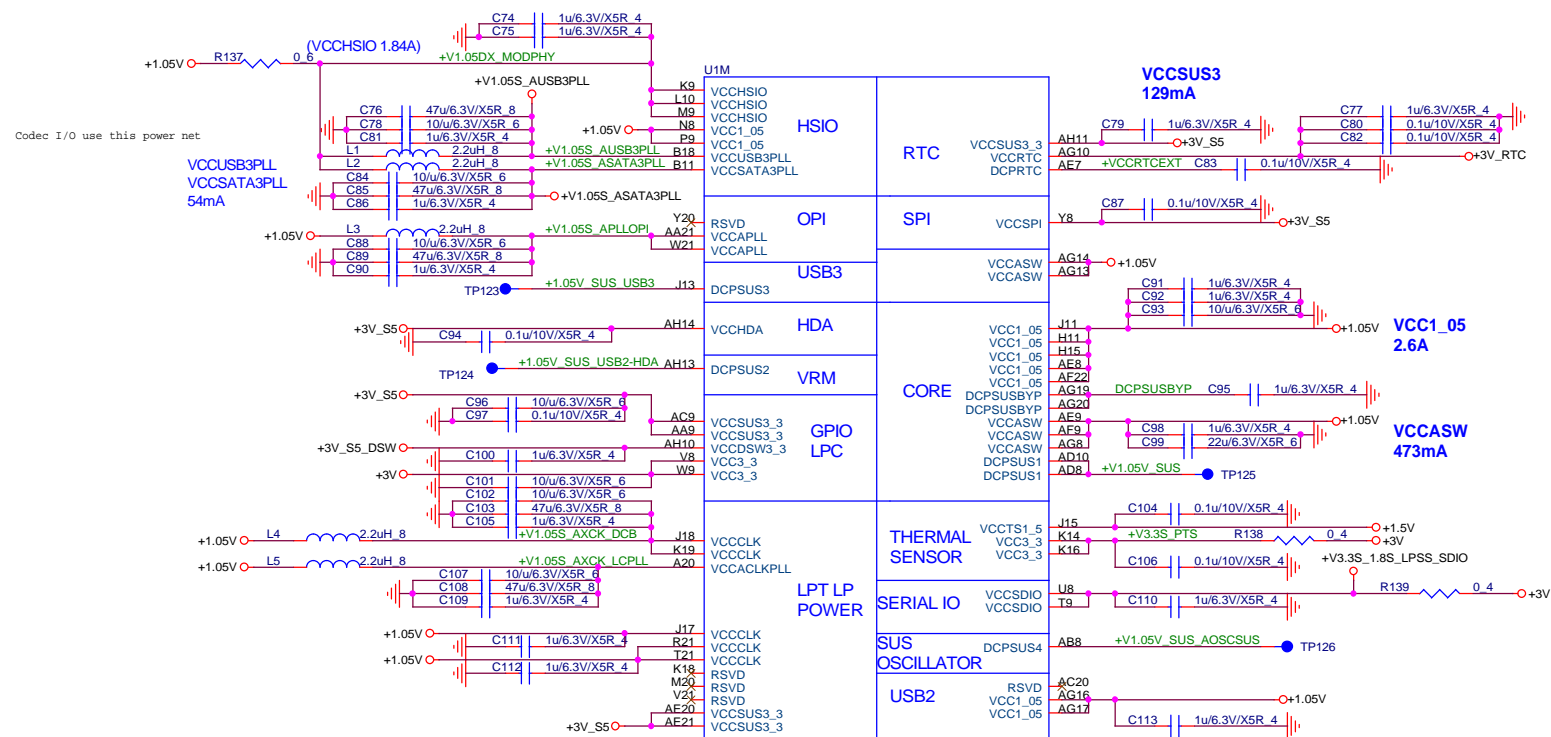 C74 1u/6.3V/X5R_4
C75 1u/6.3V/X5R_4
(VCCHSIO 1.84A)
+1.05V R137 0_6 +V1.05DX_MODPHY
+V1.05S_AUSB3PLL
C76 47u/6.3V/X5R_8
C78 10/u/6.3V/X5R_6
C81 1u/6.3V/X5R_4
Codec I/O use this power net
L1 2.2uH_8 +V1.05S_AUSB3PLL
L2 2.2uH_8 +V1.05S_ASATA3PLL
VCCUSB3PLL
VCCSATA3PLL
54mA
C84 10/u/6.3V/X5R_6
C85 47u/6.3V/X5R_8
C86 1u/6.3V/X5R_4
+V1.05S_ASATA3PLL
+1.05V
+1.05V L3 2.2uH_8 +V1.05S_APLLOPI
C88 10/u/6.3V/X5R_6
C89 47u/6.3V/X5R_8
C90 1u/6.3V/X5R_4
TP123 +1.05V_SUS_USB3
+3V_S5
C94 0.1u/10V/X5R_4
TP124 +1.05V_SUS_USB2-HDA
+3V_S5
C96 10/u/6.3V/X5R_6
C97 0.1u/10V/X5R_4
+3V_S5_DSW
C100 1u/6.3V/X5R_4
+3V
C101 10/u/6.3V/X5R_6
C102 10/u/6.3V/X5R_6
C103 47u/6.3V/X5R_8
C105 1u/6.3V/X5R_4
+1.05V L4 2.2uH_8 +V1.05S_AXCK_DCB
+1.05V L5 2.2uH_8 +V1.05S_AXCK_LCPLL
C107 10/u/6.3V/X5R_6
C108 47u/6.3V/X5R_8
C109 1u/6.3V/X5R_4
+1.05V
C111 1u/6.3V/X5R_4
+1.05V
C112 1u/6.3V/X5R_4
+3V_S5
U1M
K9 VCCHSIO
L10 VCCHSIO
M9 VCCHSIO
N8 VCC1_05
P9 VCC1_05
B18 VCCUSB3PLL
B11 VCCSATA3PLL
HSIO
Y20 RSVD
AA21 VCCAPLL
W21 VCCAPLL
OPI
USB3
J13 DCPSUS3
AH14 VCCHDA
HDA
AH13 DCPSUS2
VRM
AC9 VCCSUS3_3
AA9 VCCSUS3_3
AH10 VCCDSW3_3
V8 VCC3_3
W9 VCC3_3
GPIO
LPC
J18 VCCCLK
K19 VCCCLK
A20 VCCACLKPLL
LPT LP
POWER
J17 VCCCLK
R21 VCCCLK
T21 VCCCLK
K18 RSVD
M20 RSVD
V21 RSVD
AE20 VCCSUS3_3
AE21 VCCSUS3_3
RTC
VCCSUS3_3 AH11
VCCRTC AG10
DCPRTC AE7
SPI
VCCSPI Y8
VCCASW AG14
VCCASW AG13
CORE
VCC1_05 J11
VCC1_05 H11
VCC1_05 H15
VCC1_05 AE8
VCC1_05 AF22
DCPSUSBYP AG19
DCPSUSBYP AG20
VCCASW AE9
VCCASW AF9
VCCASW AG8
DCPSUS1 AD10
DCPSUS1 AD8
THERMAL
SENSOR
VCCTS1_5 J15
VCC3_3 K14
VCC3_3 K16
SERIAL IO
VCCSDIO U8
VCCSDIO T9
SUS
OSCILLATOR
DCPSUS4 AB8
USB2
RSVD AC20
VCC1_05 AG16
VCC1_05 AG17
VCCSUS3
129mA
C79 1u/6.3V/X5R_4
+3V_S5
C77 1u/6.3V/X5R_4
C80 0.1u/10V/X5R_4
C82 0.1u/10V/X5R_4
+3V_RTC
+VCCRTCEXT C83 0.1u/10V/X5R_4
C87 0.1u/10V/X5R_4
+3V_S5
+1.05V
C91 1u/6.3V/X5R_4
C92 1u/6.3V/X5R_4
C93 10/u/6.3V/X5R_6
+1.05V
VCC1_05
2.6A
DCPSUSBYP C95 1u/6.3V/X5R_4
+1.05V
C98 1u/6.3V/X5R_4
C99 22u/6.3V/X5R_6
VCCASW
473mA
+V1.05V_SUS TP125
C104 0.1u/10V/X5R_4
+1.5V
+V3.3S_PTS R138 0_4 +3V
C106 0.1u/10V/X5R_4
+V3.3S_1.8S_LPSS_SDIO
R139 0_4 +3V
C110 1u/6.3V/X5R_4
+V1.05V_SUS_AOSCSUS TP126
+1.05V
C113 1u/6.3V/X5R_4